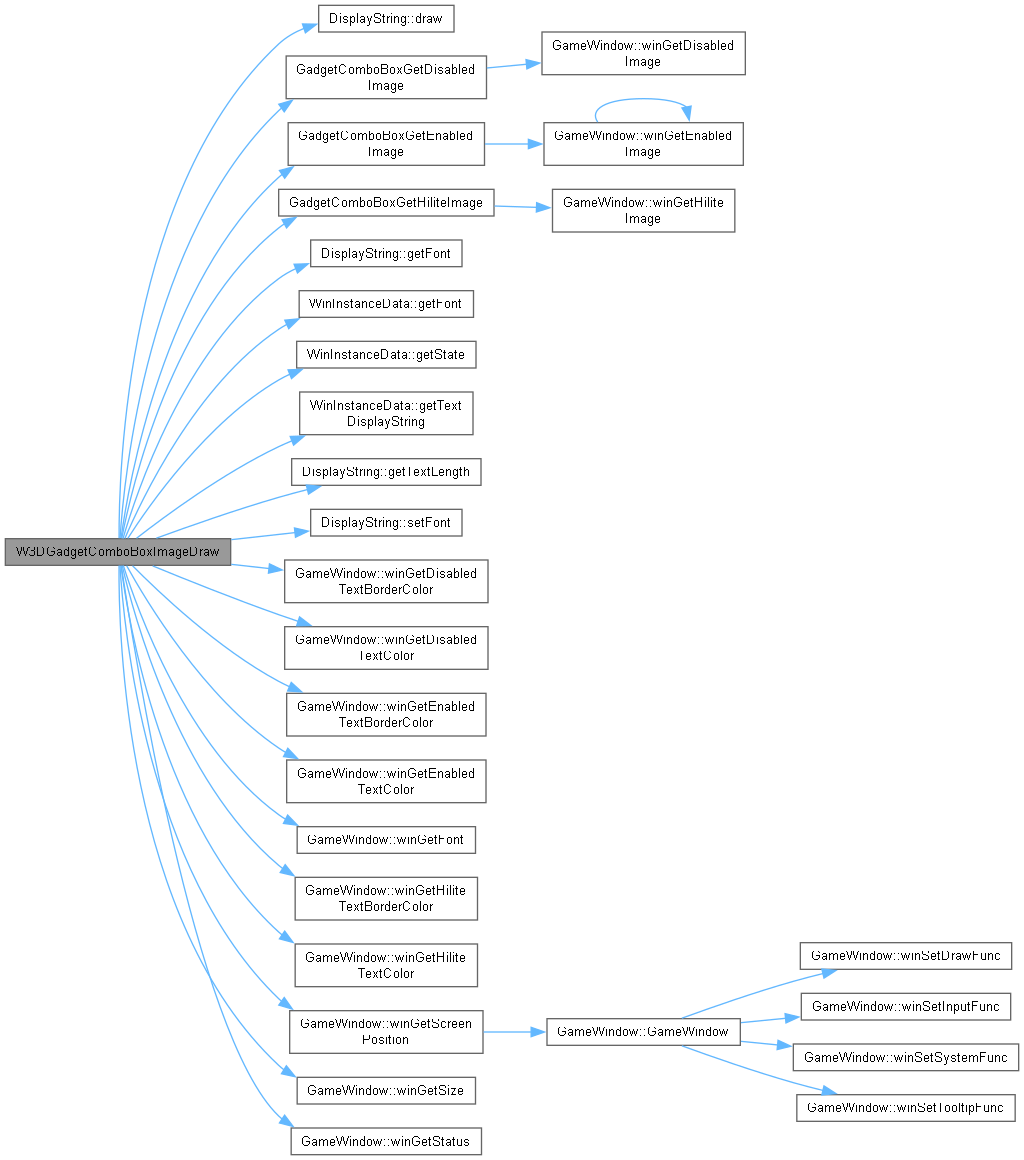 DisplayString::draw
GadgetComboBoxGetDisabled
Image
GameWindow::winGetDisabled
Image
GadgetComboBoxGetEnabled
Image
GameWindow::winGetEnabled
Image
GadgetComboBoxGetHiliteImage
GameWindow::winGetHilite
Image
DisplayString::getFont
WinInstanceData::getFont
WinInstanceData::getState
WinInstanceData::getText
DisplayString
DisplayString::getTextLength
DisplayString::setFont
W3DGadgetComboBoxImageDraw
GameWindow::winGetDisabled
TextBorderColor
GameWindow::winGetDisabled
TextColor
GameWindow::winGetEnabled
TextBorderColor
GameWindow::winGetEnabled
TextColor
GameWindow::winGetFont
GameWindow::winGetHilite
TextBorderColor
GameWindow::winGetHilite
TextColor
GameWindow::winGetScreen
Position
GameWindow::GameWindow
GameWindow::winSetDrawFunc
GameWindow::winSetInputFunc
GameWindow::winSetSystemFunc
GameWindow::winSetTooltipFunc
GameWindow::winGetSize
GameWindow::winGetStatus